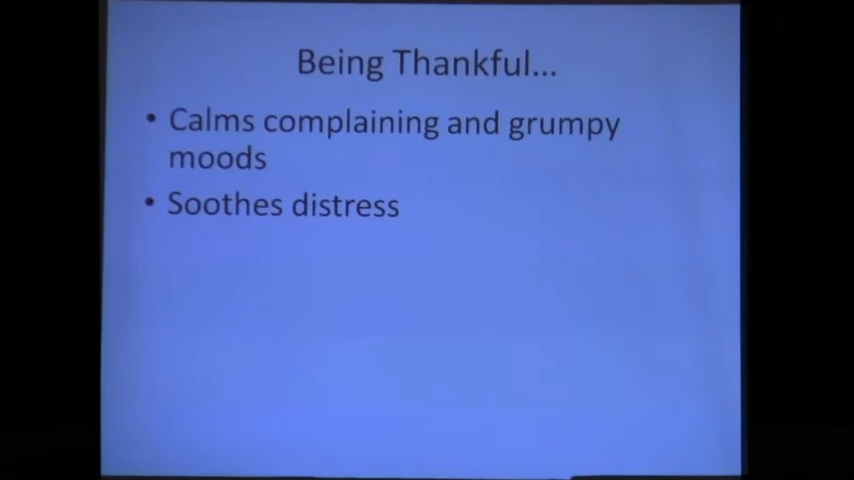 Being Thankful...
• Calms complaining and grumpy
moods
• Soothes distress